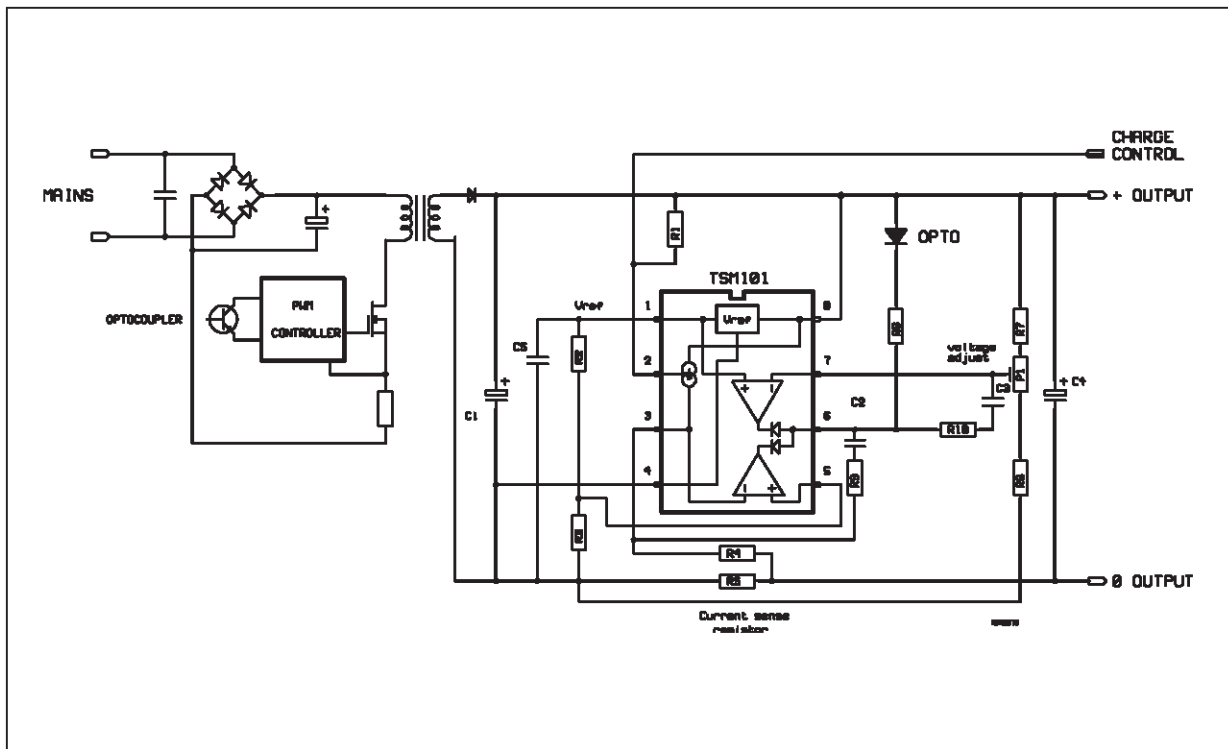 CHARGE
CONTROL
MAINS
+ OUTPUT
+
R1
OPTO
TSM101
OPTOCOUPLER
PWM
CONTROLLER
Vref
1
Vref
8
C5
R2
2
7
voltage
adjust
R7
P1
+
C1
+
C4
+ -
C2
C3
3
6
R10
4
5
- +
R9
R3
R4
R5
0 OUTPUT
Current sense
resistor